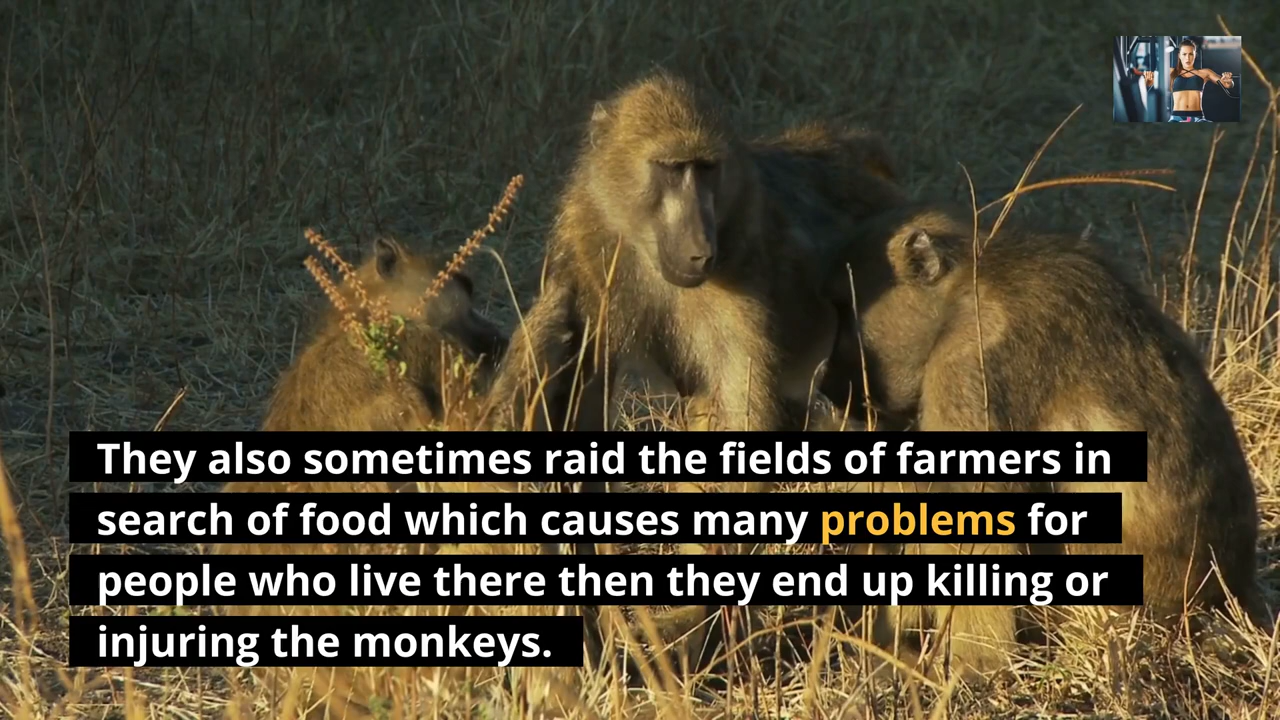 They also sometimes raid the fields of farmers in
search of food which causes many problems for
people who live there then they end up killing or
injuring the monkeys.